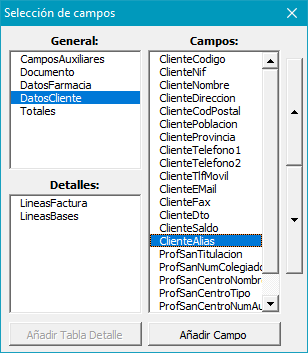 Selección de campos
General:
CamposAuxiliares
Documento
DatosFarmacia
DatosCliente
Totales
Detalles:
LineasFactura
LineasBases
Añadir Tabla Detalle
Campos:
ClienteCodigo
ClienteNif
ClienteNombre
ClienteDireccion
ClienteCodPostal
ClientePoblacion
ClienteProvincia
ClienteTelefono1
ClienteTelefono2
ClienteTlfMovil
ClienteEMail
ClienteFax
ClienteDto
ClienteSaldo
ClienteAlias
ProfSanTitulacion
ProfSanNumColegiado
ProfSanCentroNombr
ProfSanCentroTipo
ProfSanCentroNumAu
Añadir Campo